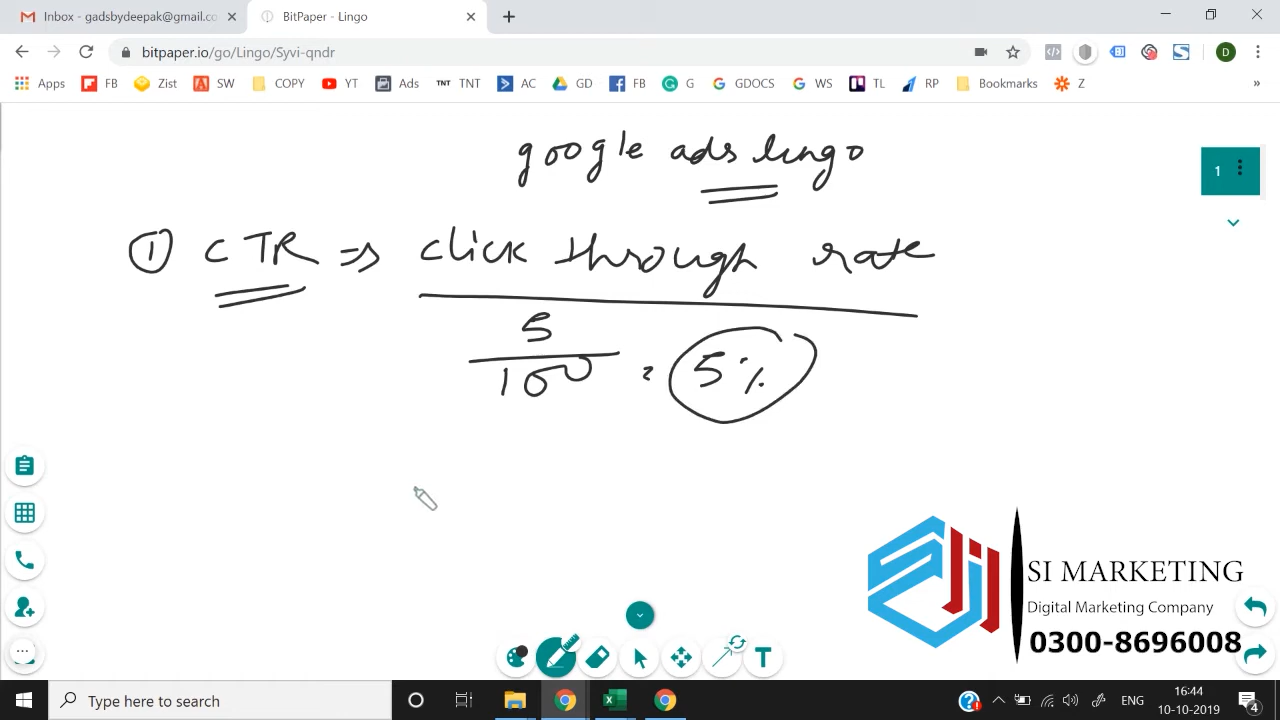 Inbox - gadsbydeepak@gmail.co
BitPaper - Lingo
bitpaper.io/go/Lingo/Syvi-qndr
D
Apps FB Zist SW COPY YT Ads TNT TNT AC GD FB G GDOCS WS TL RP Bookmarks Z »
google ads lingo
1
① CTR ⇒ click through rate
5
100 = 5%
SI MARKETING
Digital Marketing Company
0300-8696008
T
Type here to search
ENG
16:44
10-10-2019
4